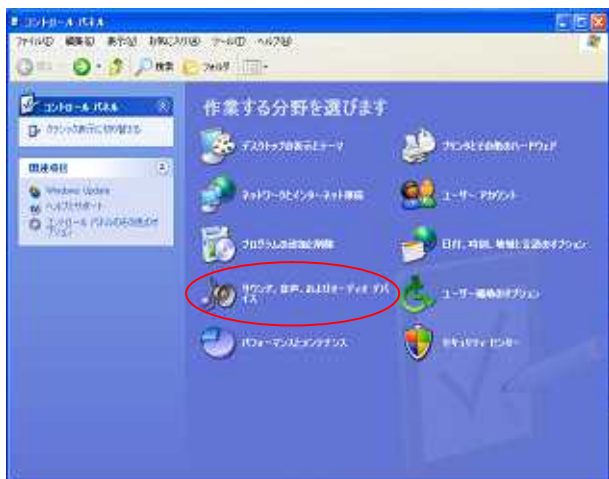 コントロール パネル
ファイル(F) 編集(E) 表示(V) お気に入り(A) ツール(T) ヘルプ(H)
検索 フォルダ
コントロール パネル
クラシック表示に切り替える
関連項目
Windows Update
ヘルプとサポート
コントロール パネルのその他のオ
プション
作業する分野を選びます
デスクトップの表示とテーマ
プリンタとその他のハードウェア
ネットワークとインターネット接続
ユーザー アカウント
プログラムの追加と削除
日付、時刻、地域と言語のオプション
サウンド、音声、およびオーディオ デバ
イス
ユーザー補助のオプション
パフォーマンスとメンテナンス
セキュリティ センター